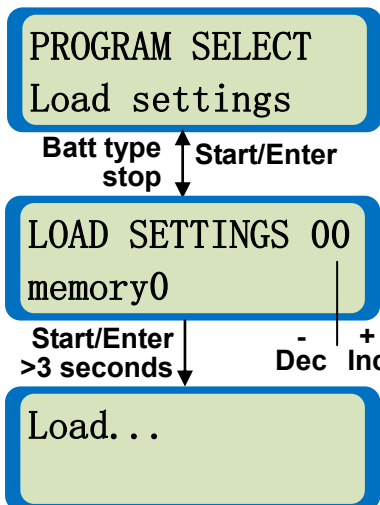 PROGRAM SELECT
Load settings
Batt type Start/Enter
stop
LOAD SETTINGS 00
memory0
Start/Enter - +
>3 seconds Dec Inc
Load...